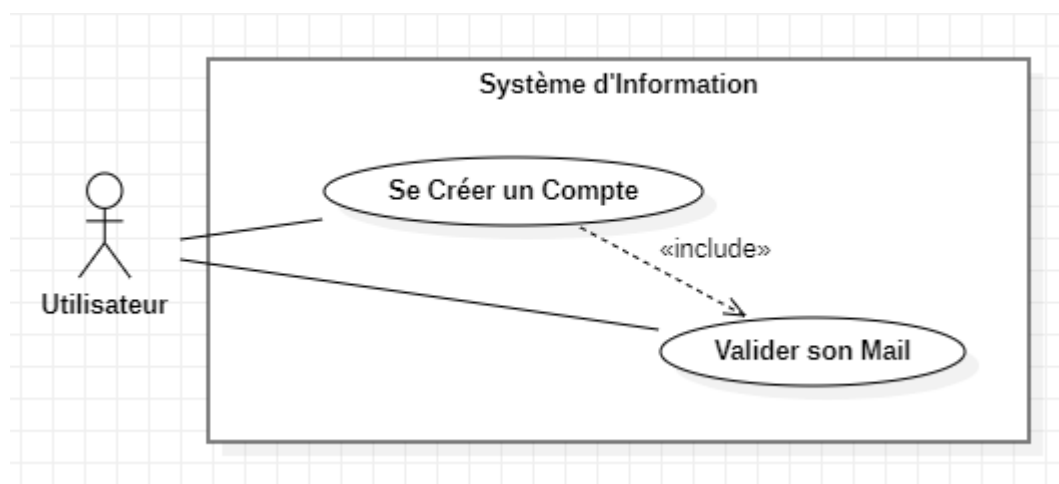 Système d'Information
Se Créer un Compte
«include»
Utilisateur
Valider son Mail